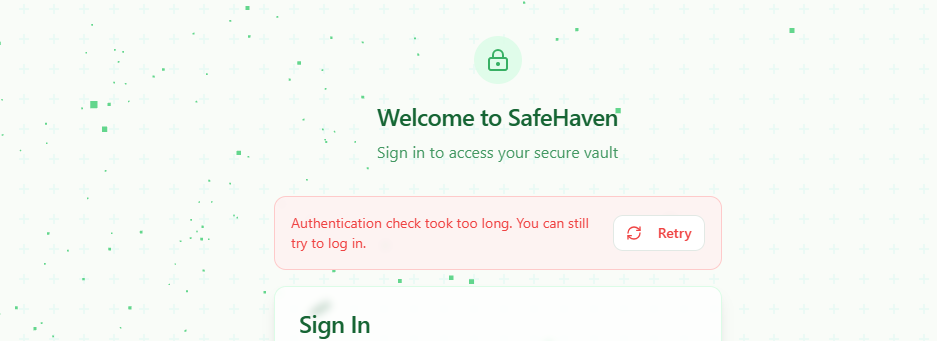 Welcome to SafeHaven
Sign in to access your secure vault
Authentication check took too long. You can still
try to log in.
Retry
Sign In